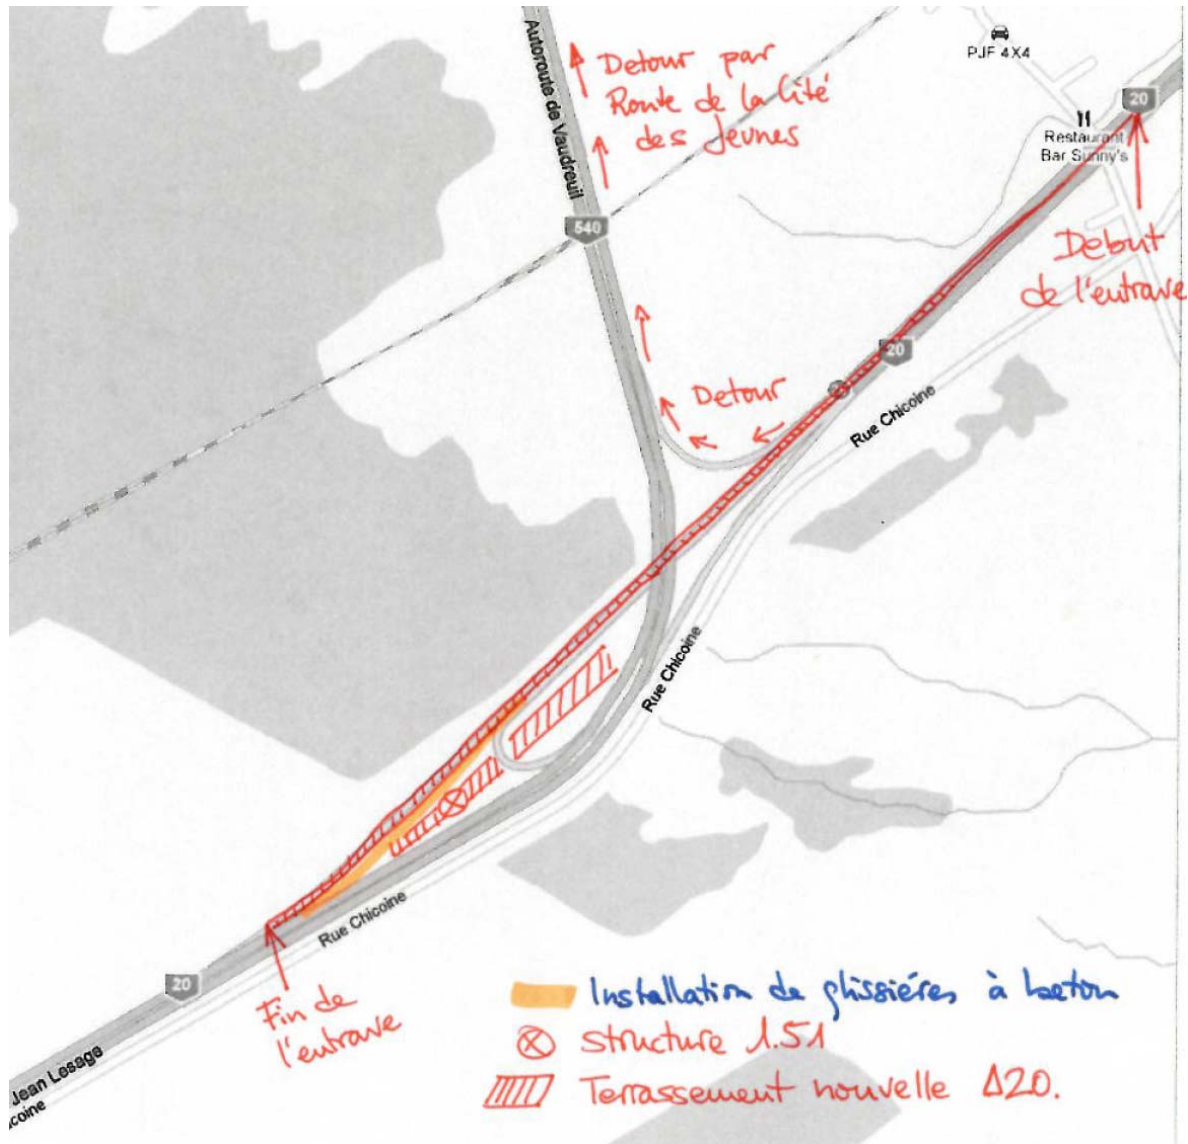 Autoroute de Vaudreuil
Detour par
Route de la Cité
des Jeunes
PJF 4X4
20
Restaurant
Bar Sunny's
540
Debut
de l'entrave
20
Detour
Rue Chicoine
Rue Chicoine
Rue Chicoine
20
Fin de
l'entrave
Jean Lesage
coine
Installation de glissières à beton
structure 1.51
Terrassement nouvelle A20.